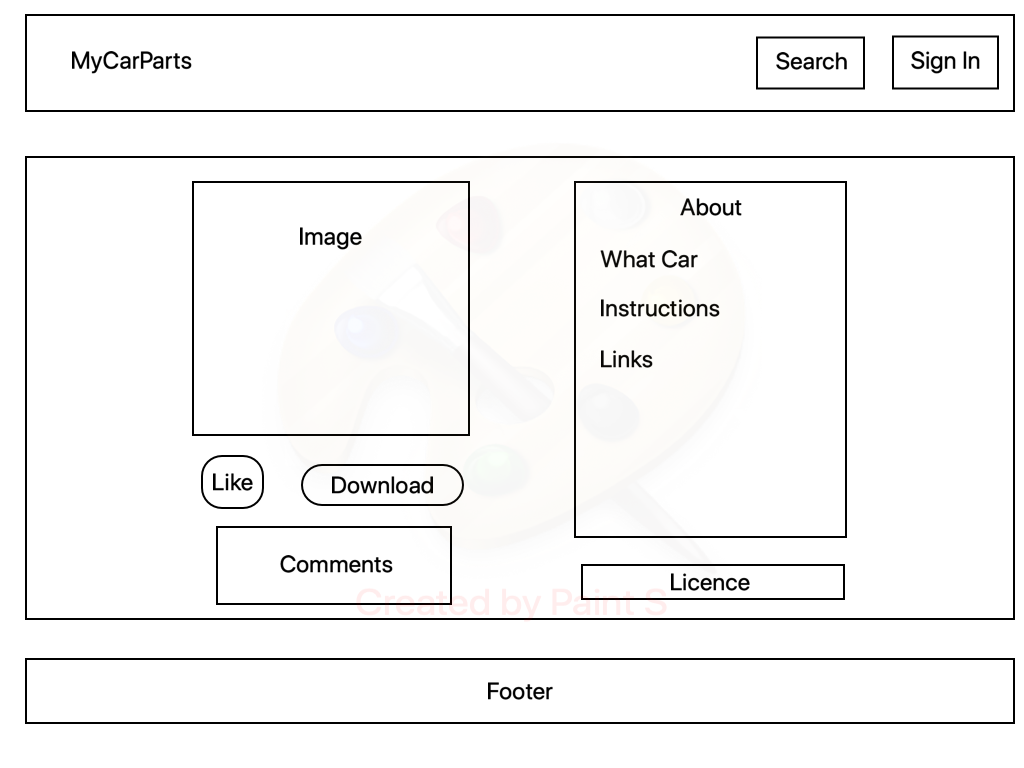 MyCarParts
Search
Sign In
Image
About
What Car
Instructions
Links
Like
Download
Comments
Licence
Created by Paint S
Footer